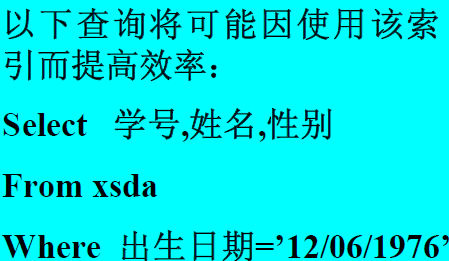 以下查询将可能因使用该索
引而提高效率：
Select 学号,姓名,性别
From xsda
Where 出生日期=’12/06/1976’